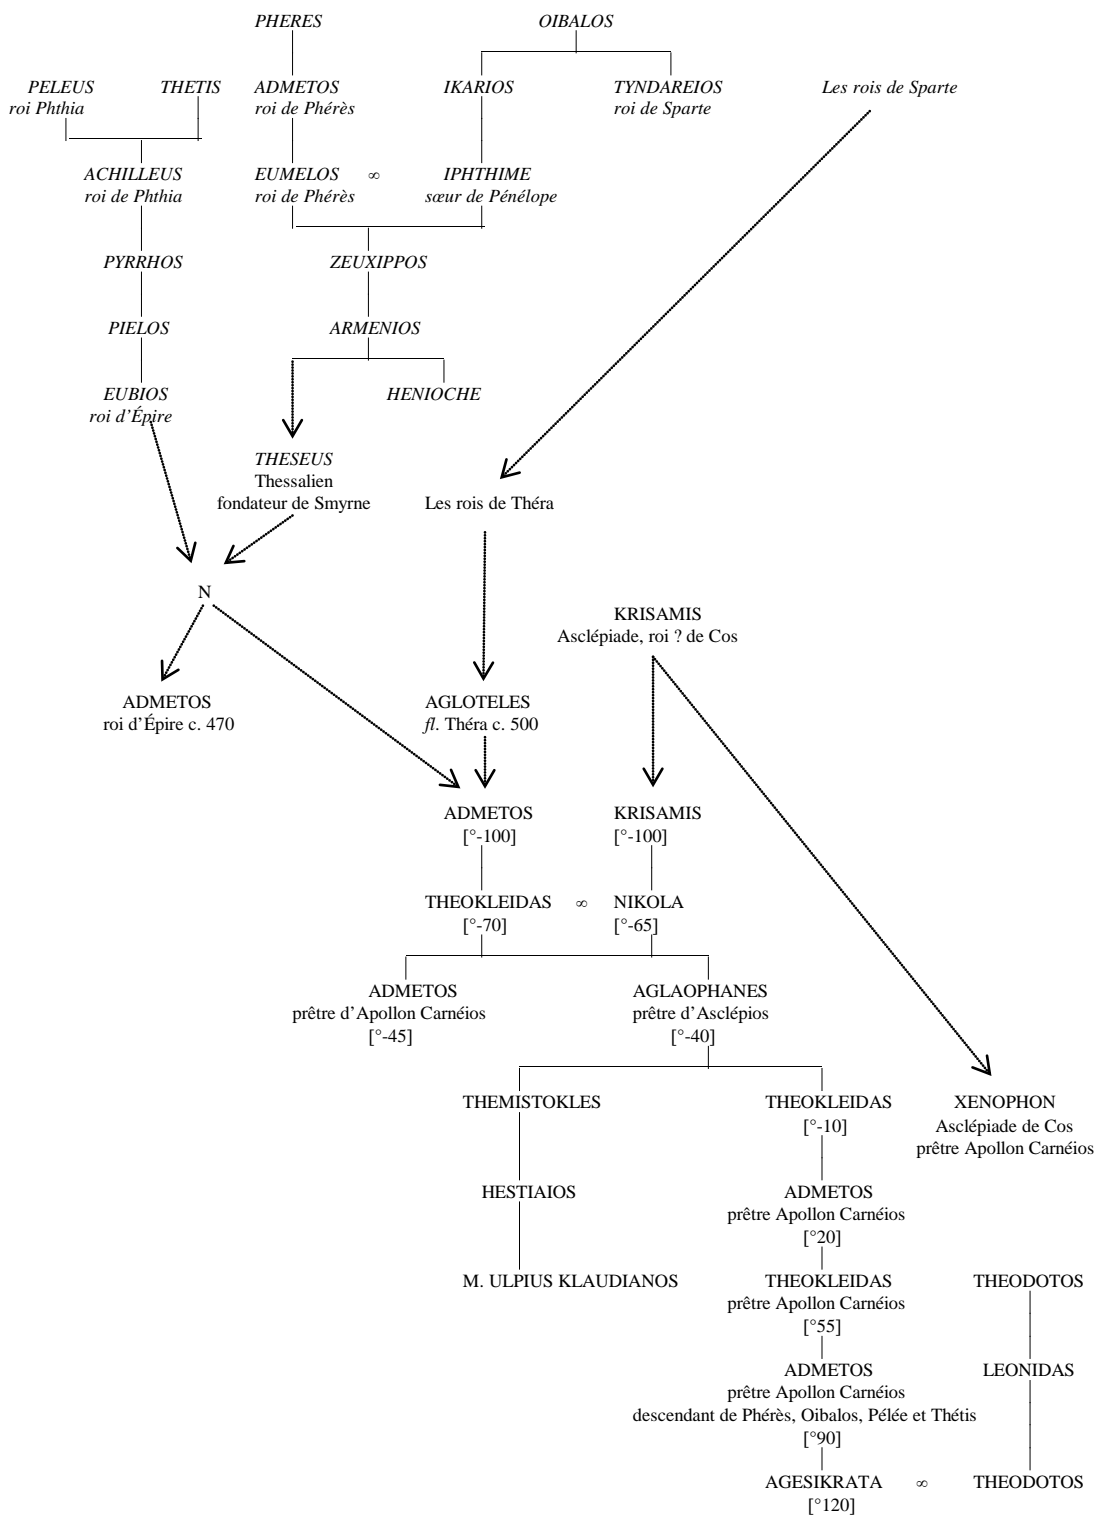 PHERES OIBALOS
PELEUS THETIS ADMETOS IKARIOS TYNDAREIOS Les rois de Sparte
roi Phthia roi de Phérès roi de Sparte
ACHILLEUS EUMELOS ∞ IPHTHIME
roi de Phthia roi de Phérès sœur de Pénélope
PYRRHOS ZEUXIPPOS
PIELOS ARMENIOS
EUBIOS HENIOCHE
roi d’Épire
THESEUS
Thessalien
fondateur de Smyrne Les rois de Théra
N
KRISAMIS
Asclépiade, roi ? de Cos
ADMETOS AGLOTELES
roi d’Épire c. 470 fl. Théra c. 500
ADMETOS KRISAMIS
[°-100] [°-100]
THEOKLEIDAS ∞ NIKOLA
[°-70] [°-65]
ADMETOS AGLAOPHANES
prêtre d’Apollon Carnéios prêtre d’Asclépios
[°-45] [°-40]
THEMISTOKLES THEOKLEIDAS XENOPHON
[°-10] Asclépiade de Cos
prêtre Apollon Carnéios
HESTIAIOS ADMETOS
prêtre Apollon Carnéios
[°20]
M. ULPIUS KLAUDIANOS THEOKLEIDAS THEODOTOS
prêtre Apollon Carnéios
[°55]
ADMETOS LEONIDAS
prêtre Apollon Carnéios
descendant de Phérès, Oibalos, Pélée et Thétis
[°90]
AGESIKRATA ∞ THEODOTOS
[°120]